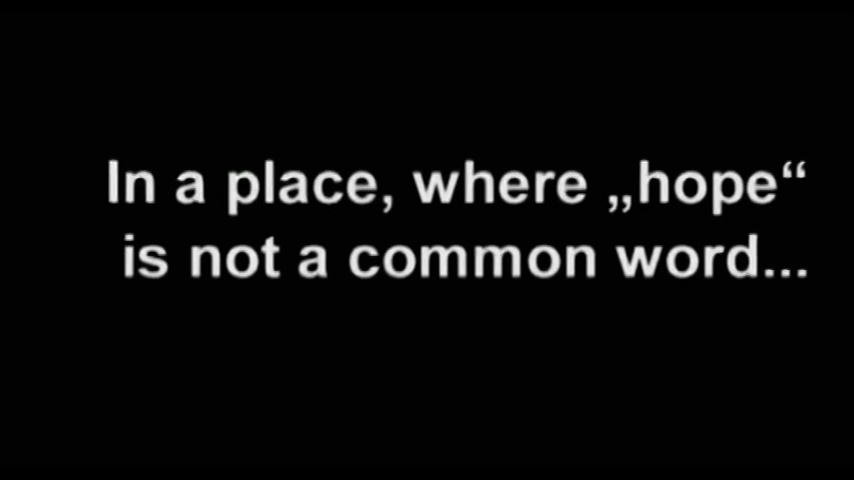 In a place, where „hope“
is not a common word...